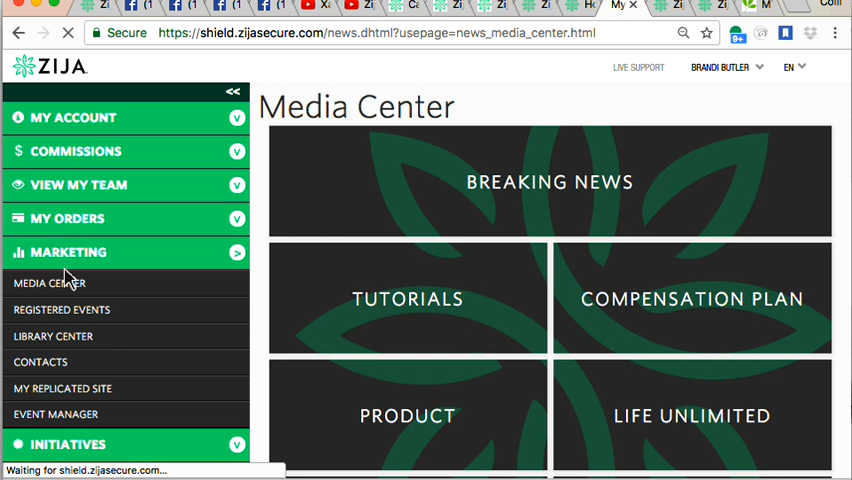 Secure
https://shield.zijasecure.com/news.dhtml?usepage=news_media_center.html
9+
ZIJA
LIVE SUPPORT
BRANDI BUTLER
EN
<<
MY ACCOUNT
COMMISSIONS
VIEW MY TEAM
MY ORDERS
MARKETING
MEDIA CENTER
REGISTERED EVENTS
LIBRARY CENTER
CONTACTS
MY REPLICATED SITE
EVENT MANAGER
INITIATIVES
Waiting for shield.zijasecure.com...
Media Center
BREAKING NEWS
TUTORIALS
COMPENSATION PLAN
PRODUCT
LIFE UNLIMITED